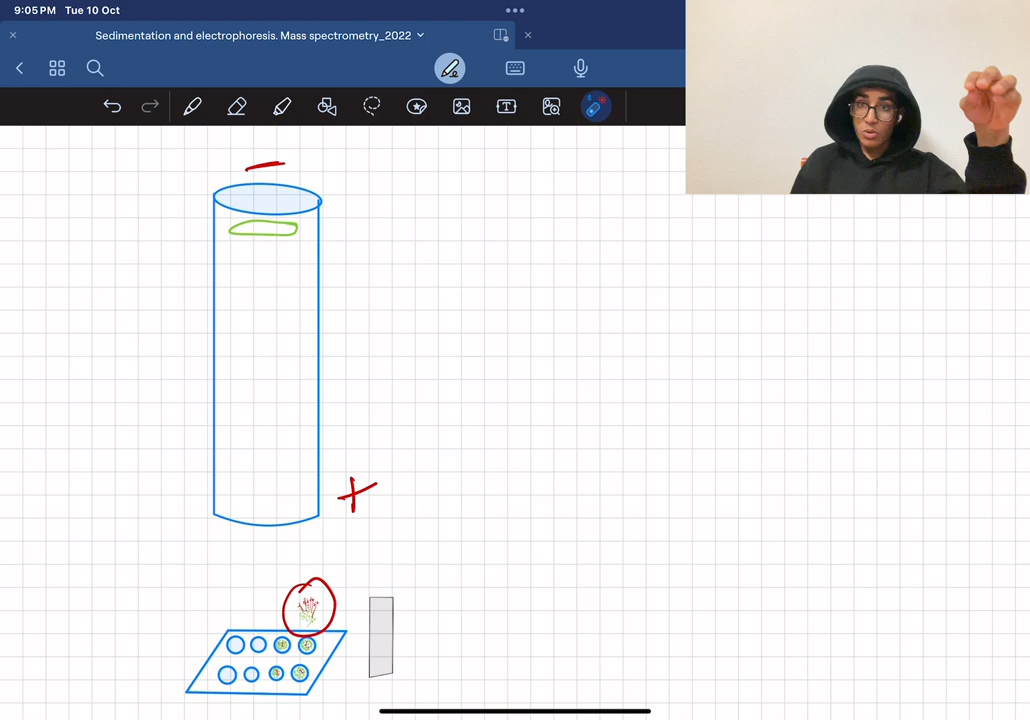 9:05 PM Tue 10 Oct
Sedimentation and electrophoresis. Mass spectrometry_2022
T
−
+